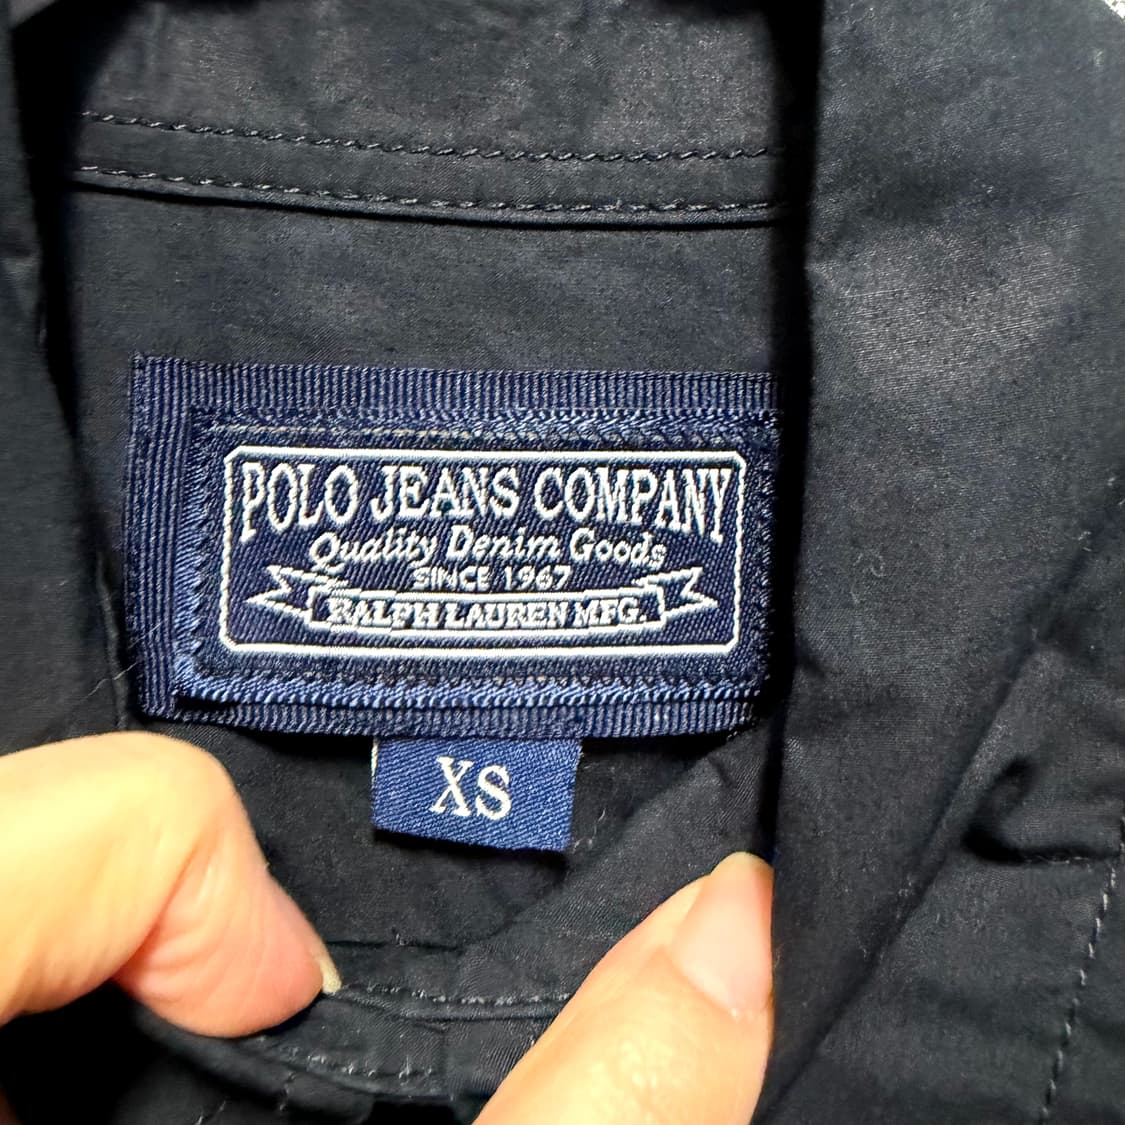 POLO JEANS COMPANY
Quality Denim Goods
SINCE 1967
RALPH LAUREN MFG.
XS